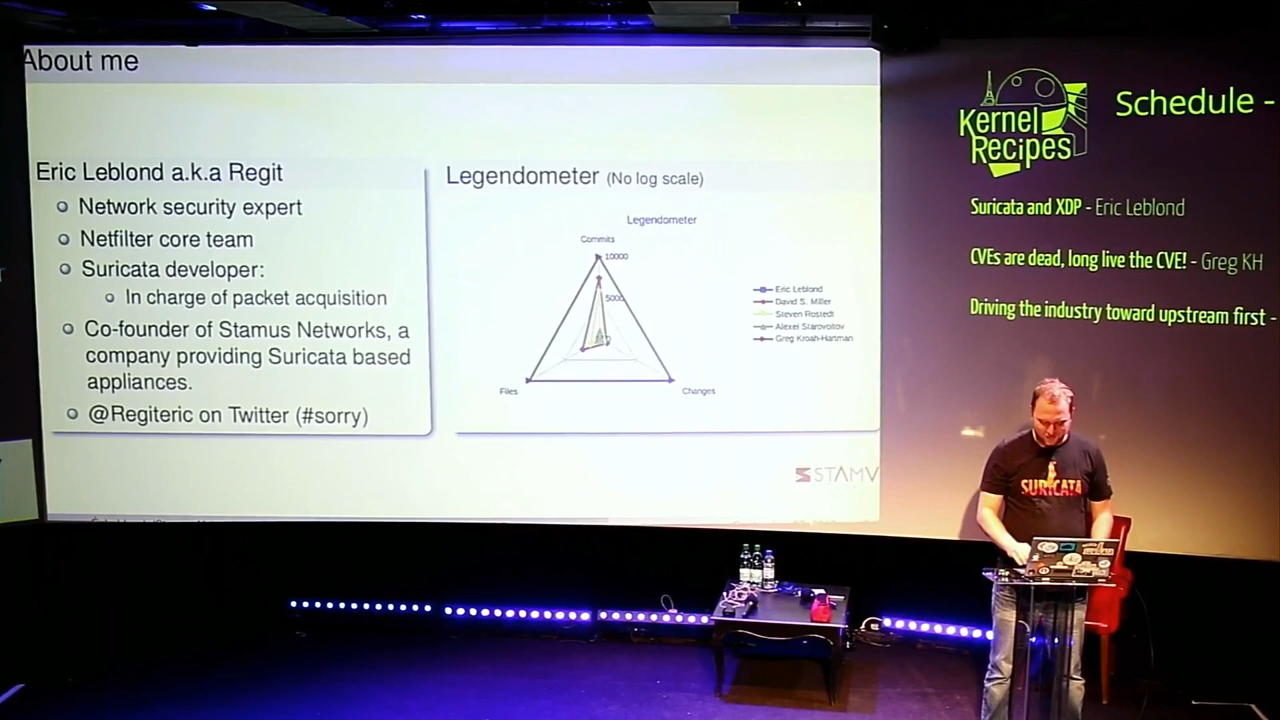 About me
Eric Leblond a.k.a Regit
Network security expert
Netfilter core team
Suricata developer:
In charge of packet acquisition
Co-founder of Stamus Networks, a
company providing Suricata based
appliances.
@Regiteric on Twitter (#sorry)
Legendometer (No log scale)
Legendometer
Commits
10000
5000
Files
Changes
Eric Leblond
David S. Miller
Steven Rostedt
Alexei Starovoitov
Greg Kroah-Hartman
STAMU
Kernel
Recipes
Schedule -
Suricata and XDP - Eric Leblond
CVEs are dead, long live the CVE! - Greg KH
Driving the industry toward upstream first -
SURICATA